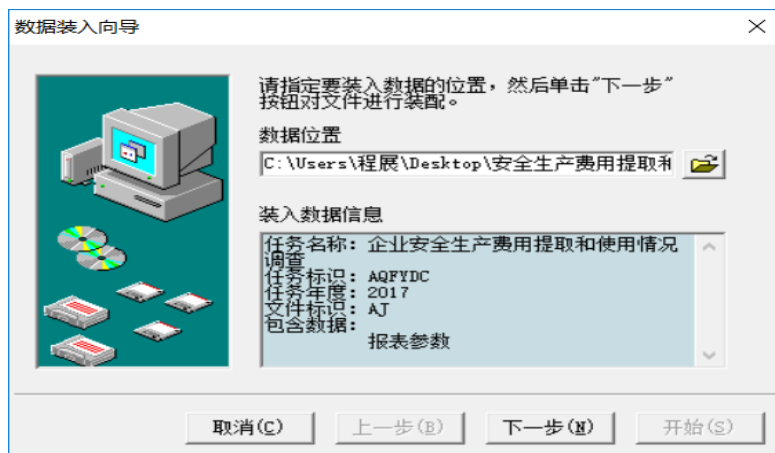 数据装入向导
请指定要装入数据的位置，然后单击"下一步"
按钮对文件进行装配。
数据位置
C:\Users\程展\Desktop\安全生产费用提取和
装入数据信息
任务名称：企业安全生产费用提取和使用情况
调查
任务标识：AQFYDC
任务年度：2017
文件标识：AJ
包含数据：
报表参数
取消(C) 上一步(B) 下一步(N) 开始(S)